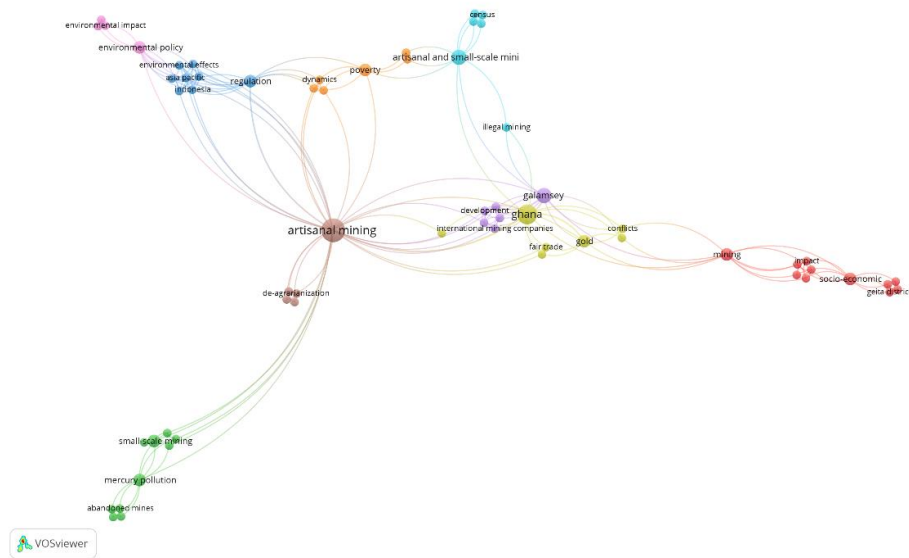 census
environmental impact
environmental policy
artisanal and small-scale mini
environmental effects
asia pacific
indonesia
regulation
dynamics
poverty
illegal mining
galamsey
development
ghana
artisanal mining
international mining companies
conflicts
gold
fair trade
mining
impact
socio-economic
geita distric
de-agrarianization
small-scale mining
mercury pollution
abandoned mines
VOSviewer